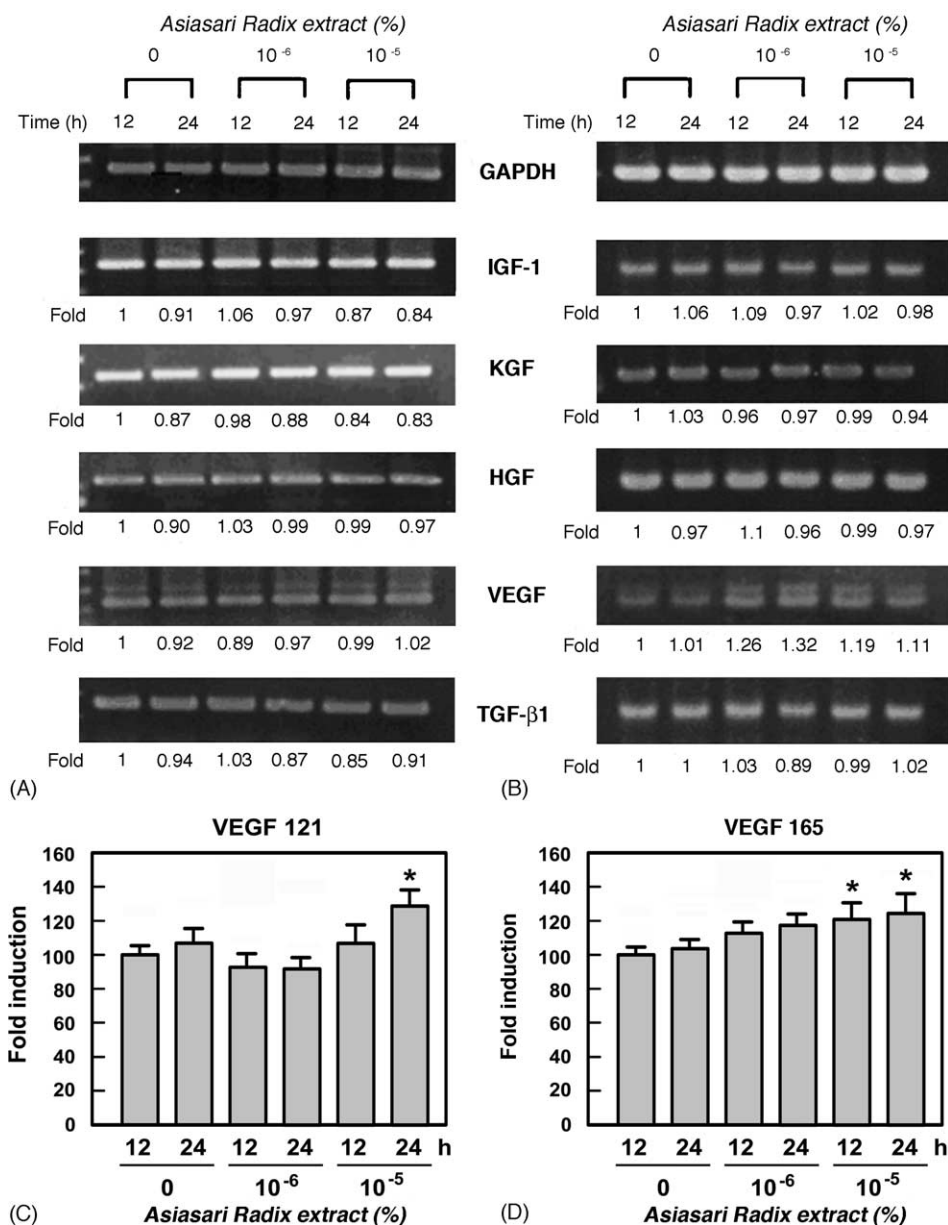 Asiasari Radix extract (%)
0 10⁻⁶ 10⁻⁵
Time (h) 12 24 12 24 12 24
Asiasari Radix extract (%)
0 10⁻⁶ 10⁻⁵
12 24 12 24 12 24
GAPDH
IGF-1
Fold 1 0.91 1.06 0.97 0.87 0.84
Fold 1 1.06 1.09 0.97 1.02 0.98
KGF
Fold 1 0.87 0.98 0.88 0.84 0.83
Fold 1 1.03 0.96 0.97 0.99 0.94
HGF
Fold 1 0.90 1.03 0.99 0.99 0.97
Fold 1 0.97 1.1 0.96 0.99 0.97
VEGF
Fold 1 0.92 0.89 0.97 0.99 1.02
Fold 1 1.01 1.26 1.32 1.19 1.11
TGF-β1
Fold 1 0.94 1.03 0.87 0.85 0.91
Fold 1 1 1.03 0.89 0.99 1.02
(A)
(B)
VEGF 121
Fold induction
160
140
120
100
80
60
40
20
0
*
12 24 12 24 12 24 h
0 10⁻⁶ 10⁻⁵
Asiasari Radix extract (%)
(C)
VEGF 165
Fold induction
160
140
120
100
80
60
40
20
0
* *
12 24 12 24 12 24 h
0 10⁻⁶ 10⁻⁵
Asiasari Radix extract (%)
(D)